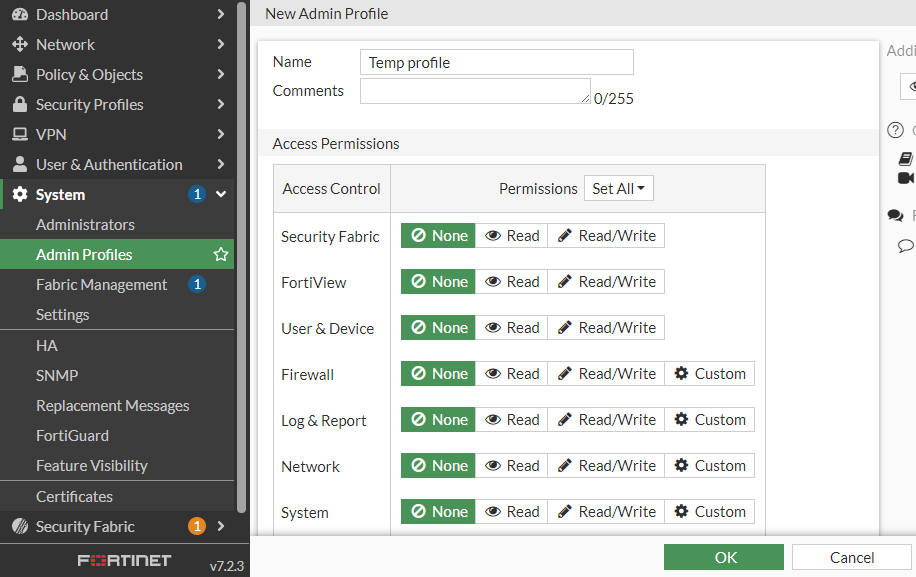 Dashboard
Network
Policy & Objects
Security Profiles
VPN
User & Authentication
System 1
Administrators
Admin Profiles
Fabric Management 1
Settings
HA
SNMP
Replacement Messages
FortiGuard
Feature Visibility
Certificates
Security Fabric 1
FORTINET
v7.2.3
New Admin Profile
Name Temp profile
Comments 0/255
Access Permissions
Access Control Permissions Set All
Security Fabric None Read Read/Write
FortiView None Read Read/Write
User & Device None Read Read/Write
Firewall None Read Read/Write Custom
Log & Report None Read Read/Write Custom
Network None Read Read/Write Custom
System None Read Read/Write Custom
OK Cancel
Addi